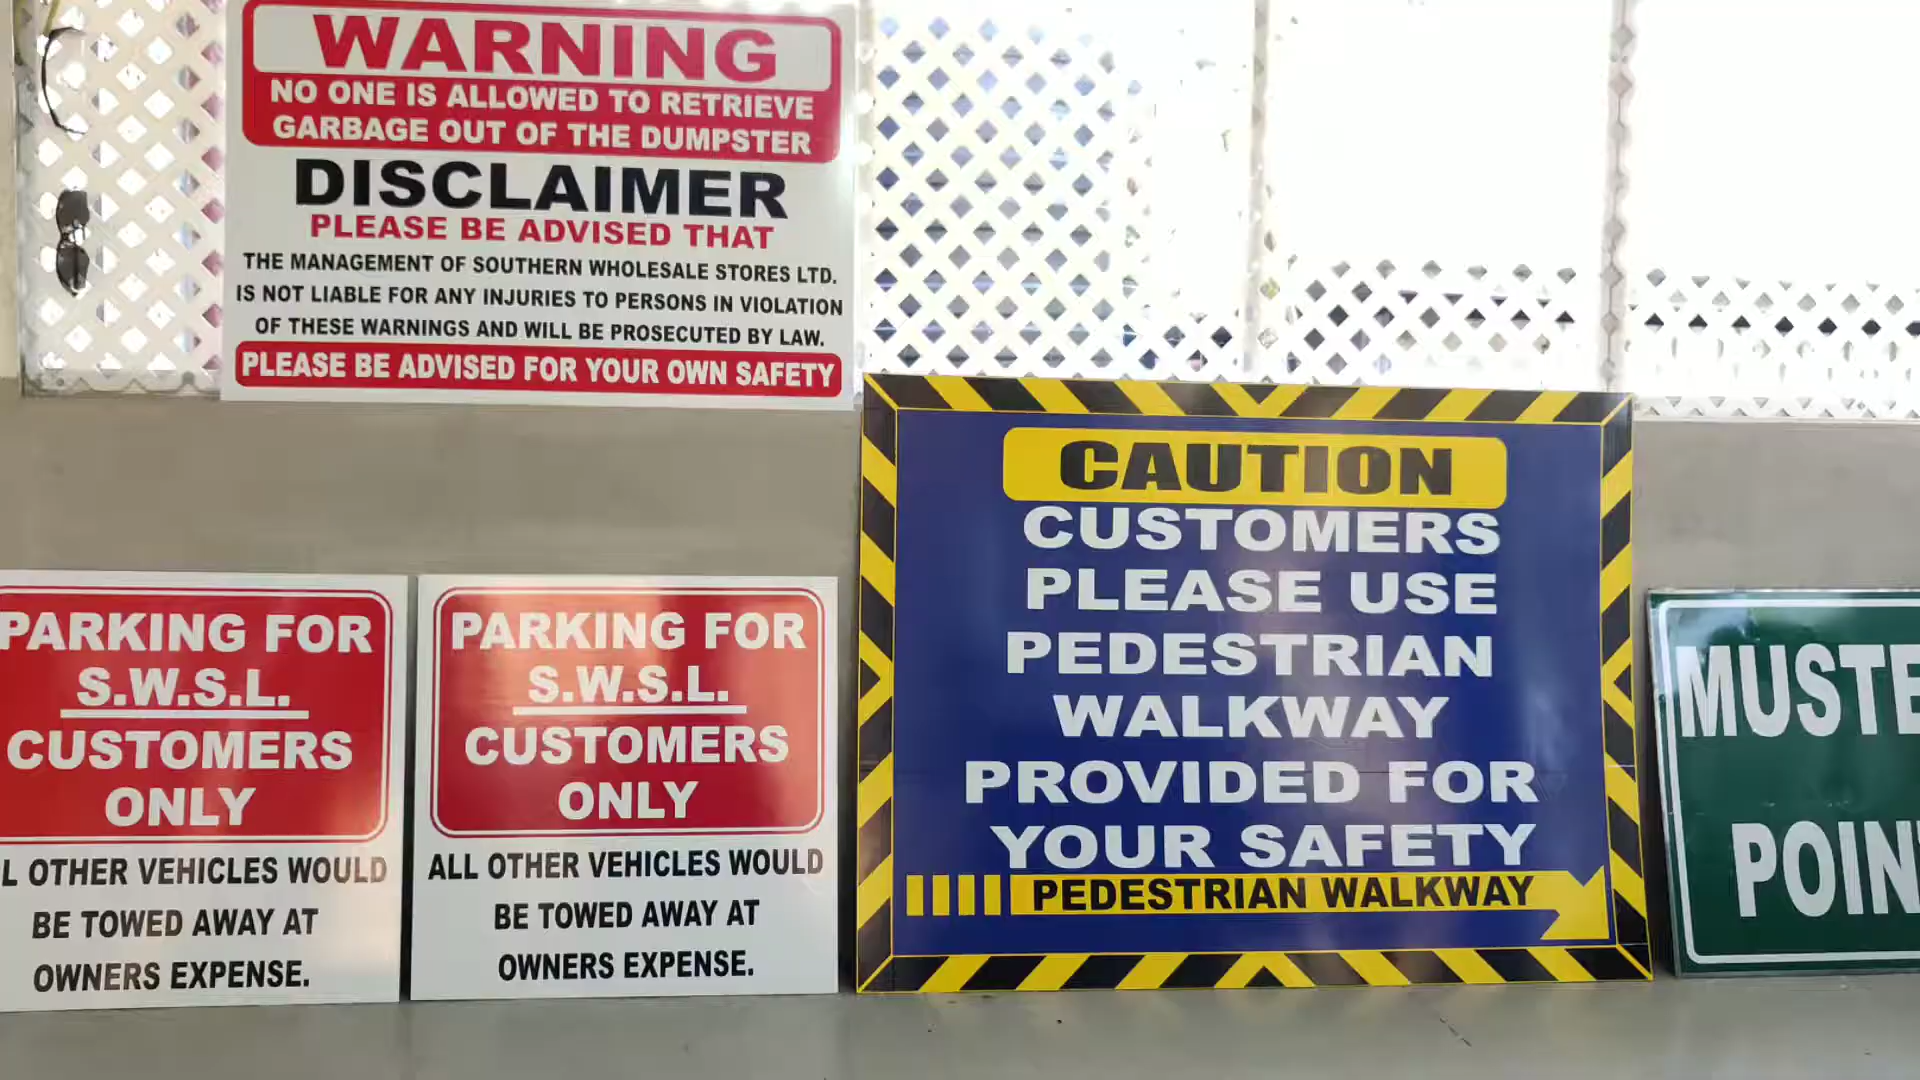 WARNING
NO ONE IS ALLOWED TO RETRIEVE
GARBAGE OUT OF THE DUMPSTER
DISCLAIMER
PLEASE BE ADVISED THAT
THE MANAGEMENT OF SOUTHERN WHOLESALE STORES LTD.
IS NOT LIABLE FOR ANY INJURIES TO PERSONS IN VIOLATION
OF THESE WARNINGS AND WILL BE PROSECUTED BY LAW.
PLEASE BE ADVISED FOR YOUR OWN SAFETY
PARKING FOR
S.W.S.L.
CUSTOMERS
ONLY
L OTHER VEHICLES WOULD
BE TOWED AWAY AT
OWNERS EXPENSE.
PARKING FOR
S.W.S.L.
CUSTOMERS
ONLY
ALL OTHER VEHICLES WOULD
BE TOWED AWAY AT
OWNERS EXPENSE.
CAUTION
CUSTOMERS
PLEASE USE
PEDESTRIAN
WALKWAY
PROVIDED FOR
YOUR SAFETY
PEDESTRIAN WALKWAY
MUSTE
POIN